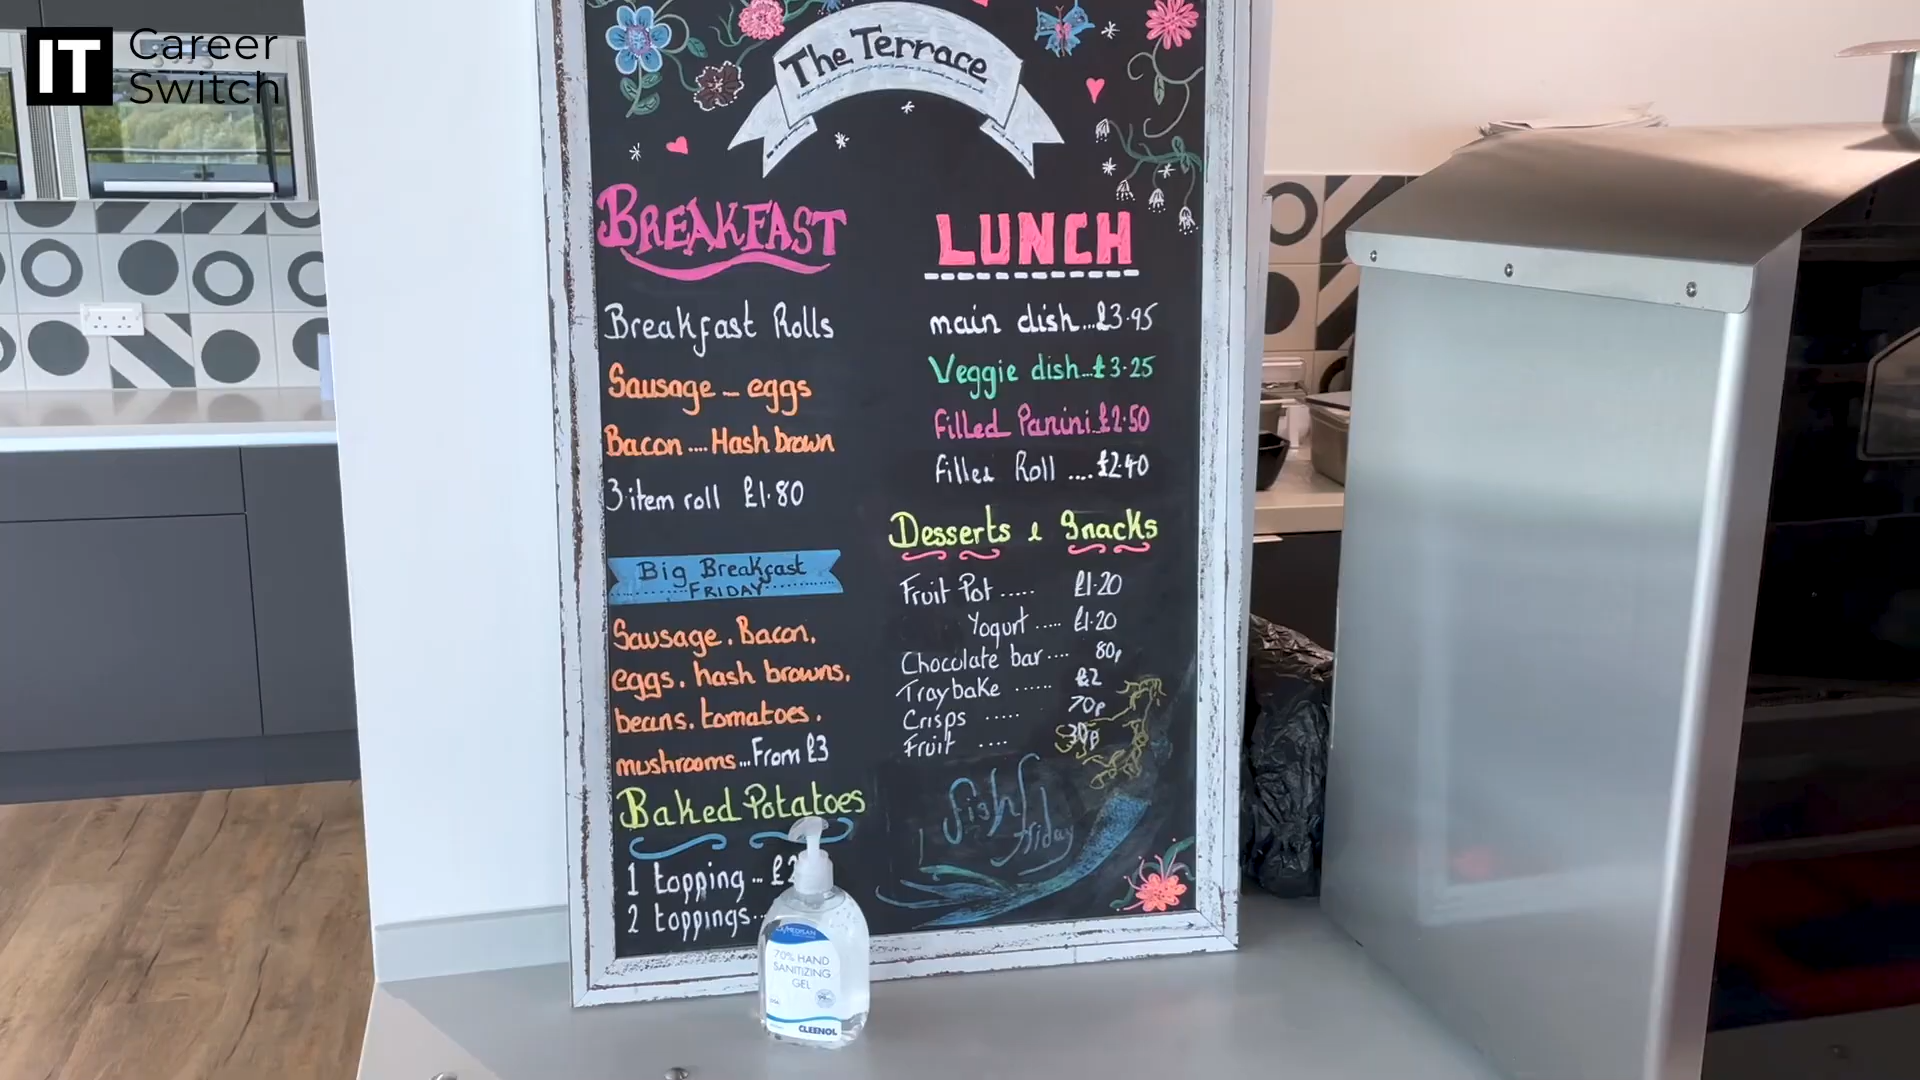 IT Career
Switch
The Terrace
BREAKFAST
Breakfast Rolls
Sausage - eggs
Bacon .... Hash brown
3 item roll £1.80
Big Breakfast
FRIDAY
Sausage. Bacon.
eggs. hash browns.
beans. tomatoes.
mushrooms...From £3
Baked Potatoes
1 topping...
2 toppings..
LUNCH
main dish...£3.95
Veggie dish...£3.25
filled Panini..£2.50
filled Roll ....£2.40
Desserts & Snacks
Fruit Pot ..... £1.20
Yogurt ..... £1.20
Chocolate bar .... 80p
Traybake ...... £2
Crisps ..... 70p
Fruit .... 30p
fish
friday
70% HAND
SANITIZING
GEL
CLEENOL